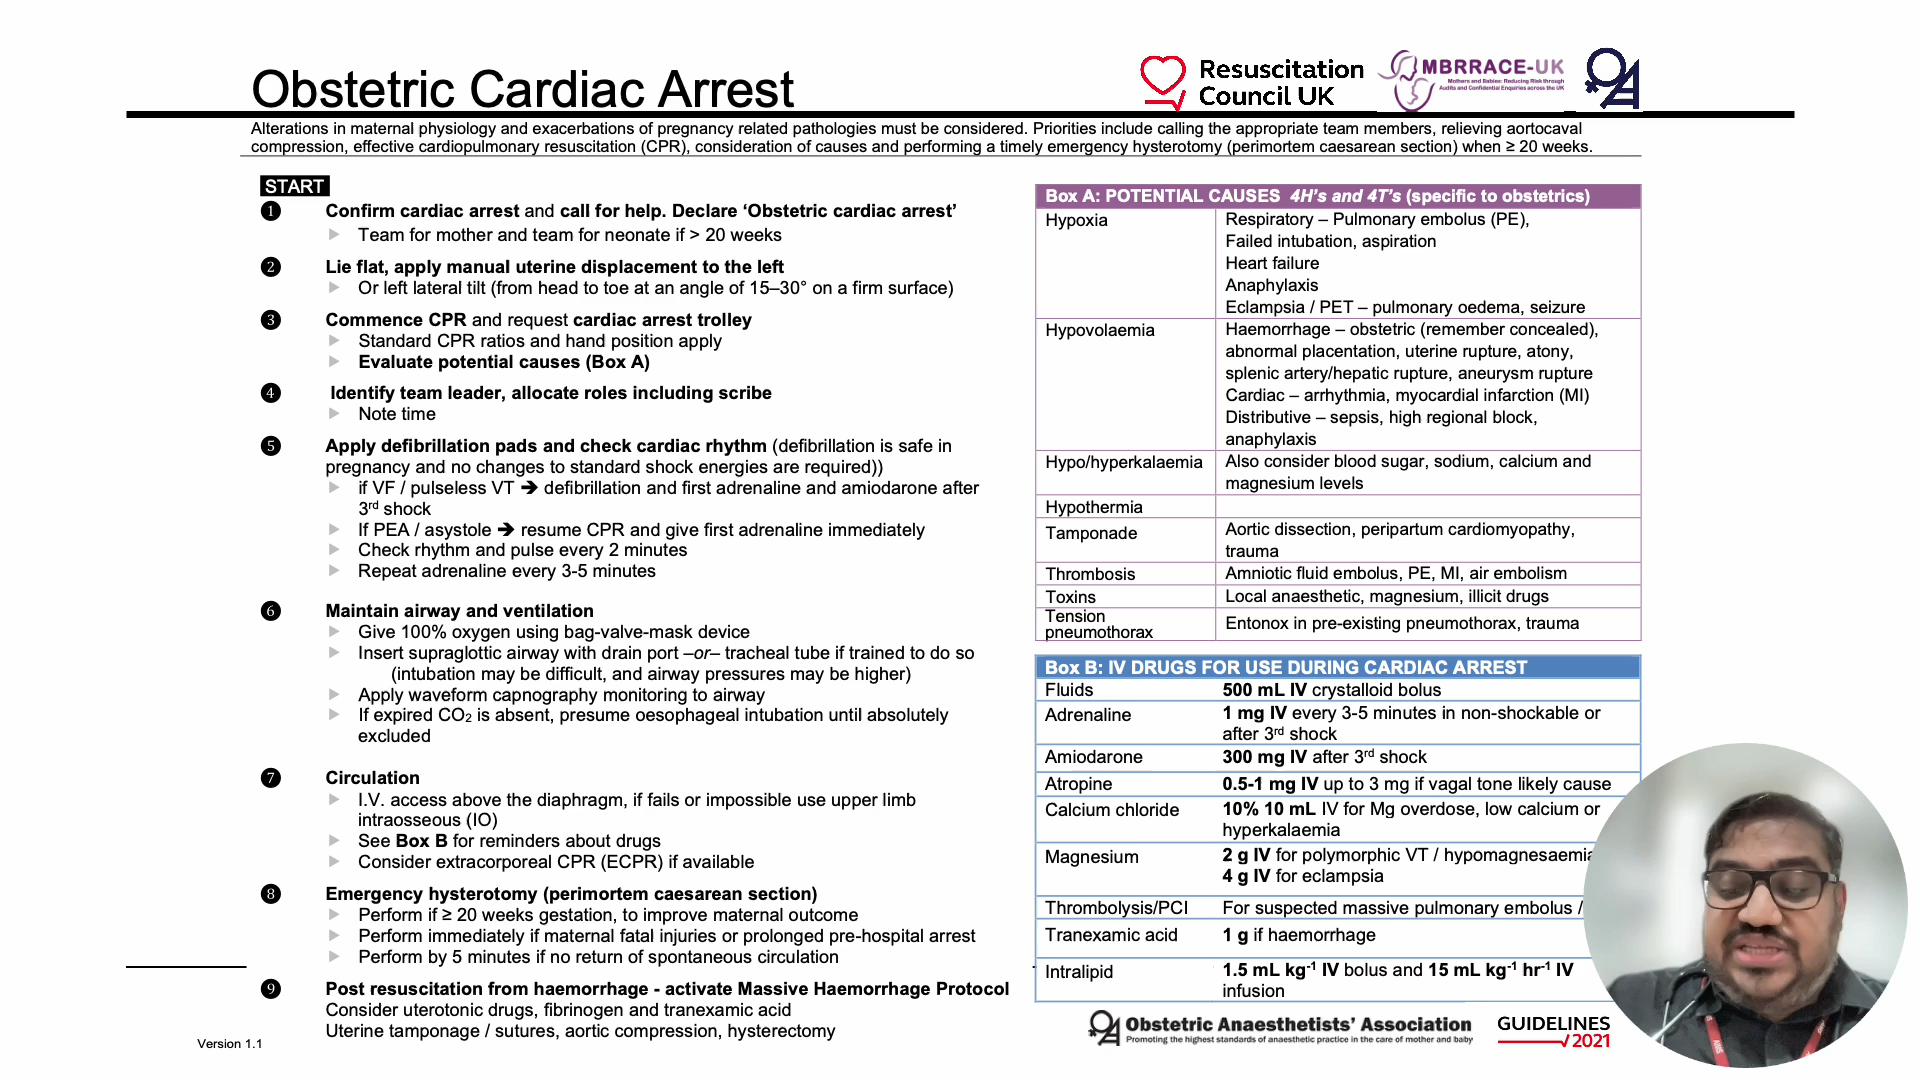 Obstetric Cardiac Arrest
Resuscitation
Council UK
MBRRACE-UK
Mothers and Babies: Reducing Risk through
Audits and Confidential Enquiries across the UK
Alterations in maternal physiology and exacerbations of pregnancy related pathologies must be considered. Priorities include calling the appropriate team members, relieving aortocaval
compression, effective cardiopulmonary resuscitation (CPR), consideration of causes and performing a timely emergency hysterotomy (perimortem caesarean section) when ≥ 20 weeks.
START
1 Confirm cardiac arrest and call for help. Declare ‘Obstetric cardiac arrest’
Team for mother and team for neonate if > 20 weeks
2 Lie flat, apply manual uterine displacement to the left
Or left lateral tilt (from head to toe at an angle of 15–30° on a firm surface)
3 Commence CPR and request cardiac arrest trolley
Standard CPR ratios and hand position apply
Evaluate potential causes (Box A)
4 Identify team leader, allocate roles including scribe
Note time
5 Apply defibrillation pads and check cardiac rhythm (defibrillation is safe in
pregnancy and no changes to standard shock energies are required))
if VF / pulseless VT ➔ defibrillation and first adrenaline and amiodarone after
3rd shock
If PEA / asystole ➔ resume CPR and give first adrenaline immediately
Check rhythm and pulse every 2 minutes
Repeat adrenaline every 3-5 minutes
6 Maintain airway and ventilation
Give 100% oxygen using bag-valve-mask device
Insert supraglottic airway with drain port –or– tracheal tube if trained to do so
(intubation may be difficult, and airway pressures may be higher)
Apply waveform capnography monitoring to airway
If expired CO2 is absent, presume oesophageal intubation until absolutely
excluded
7 Circulation
I.V. access above the diaphragm, if fails or impossible use upper limb
intraosseous (IO)
See Box B for reminders about drugs
Consider extracorporeal CPR (ECPR) if available
8 Emergency hysterotomy (perimortem caesarean section)
Perform if ≥ 20 weeks gestation, to improve maternal outcome
Perform immediately if maternal fatal injuries or prolonged pre-hospital arrest
Perform by 5 minutes if no return of spontaneous circulation
9 Post resuscitation from haemorrhage - activate Massive Haemorrhage Protocol
Consider uterotonic drugs, fibrinogen and tranexamic acid
Uterine tamponage / sutures, aortic compression, hysterectomy
Version 1.1
Box A: POTENTIAL CAUSES 4H’s and 4T’s (specific to obstetrics)
Hypoxia Respiratory – Pulmonary embolus (PE),
Failed intubation, aspiration
Heart failure
Anaphylaxis
Eclampsia / PET – pulmonary oedema, seizure
Hypovolaemia Haemorrhage – obstetric (remember concealed),
abnormal placentation, uterine rupture, atony,
splenic artery/hepatic rupture, aneurysm rupture
Cardiac – arrhythmia, myocardial infarction (MI)
Distributive – sepsis, high regional block,
anaphylaxis
Hypo/hyperkalaemia Also consider blood sugar, sodium, calcium and
magnesium levels
Hypothermia
Tamponade Aortic dissection, peripartum cardiomyopathy,
trauma
Thrombosis Amniotic fluid embolus, PE, MI, air embolism
Toxins Local anaesthetic, magnesium, illicit drugs
Tension
pneumothorax Entonox in pre-existing pneumothorax, trauma
Box B: IV DRUGS FOR USE DURING CARDIAC ARREST
Fluids 500 mL IV crystalloid bolus
Adrenaline 1 mg IV every 3-5 minutes in non-shockable or
after 3rd shock
Amiodarone 300 mg IV after 3rd shock
Atropine 0.5-1 mg IV up to 3 mg if vagal tone likely cause
Calcium chloride 10% 10 mL IV for Mg overdose, low calcium or
hyperkalaemia
Magnesium 2 g IV for polymorphic VT / hypomagnesaemia
4 g IV for eclampsia
Thrombolysis/PCI For suspected massive pulmonary embolus /
Tranexamic acid 1 g if haemorrhage
Intralipid 1.5 mL kg-1 IV bolus and 15 mL kg-1 hr-1 IV
infusion
Obstetric Anaesthetists’ Association
Promoting the highest standards of anaesthetic practice in the care of mother and baby
GUIDELINES
2021